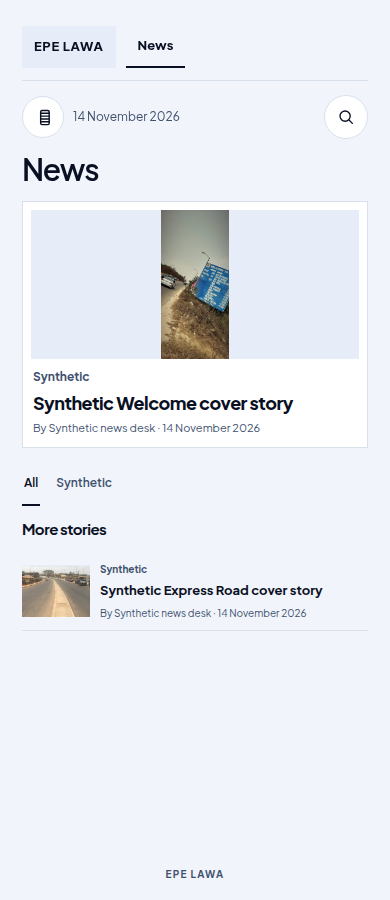 EPE LAWA
News
14 November 2026
News
Synthetic
Synthetic Welcome cover story
By Synthetic news desk · 14 November 2026
All
Synthetic
More stories
Synthetic
Synthetic Express Road cover story
By Synthetic news desk · 14 November 2026
EPE LAWA